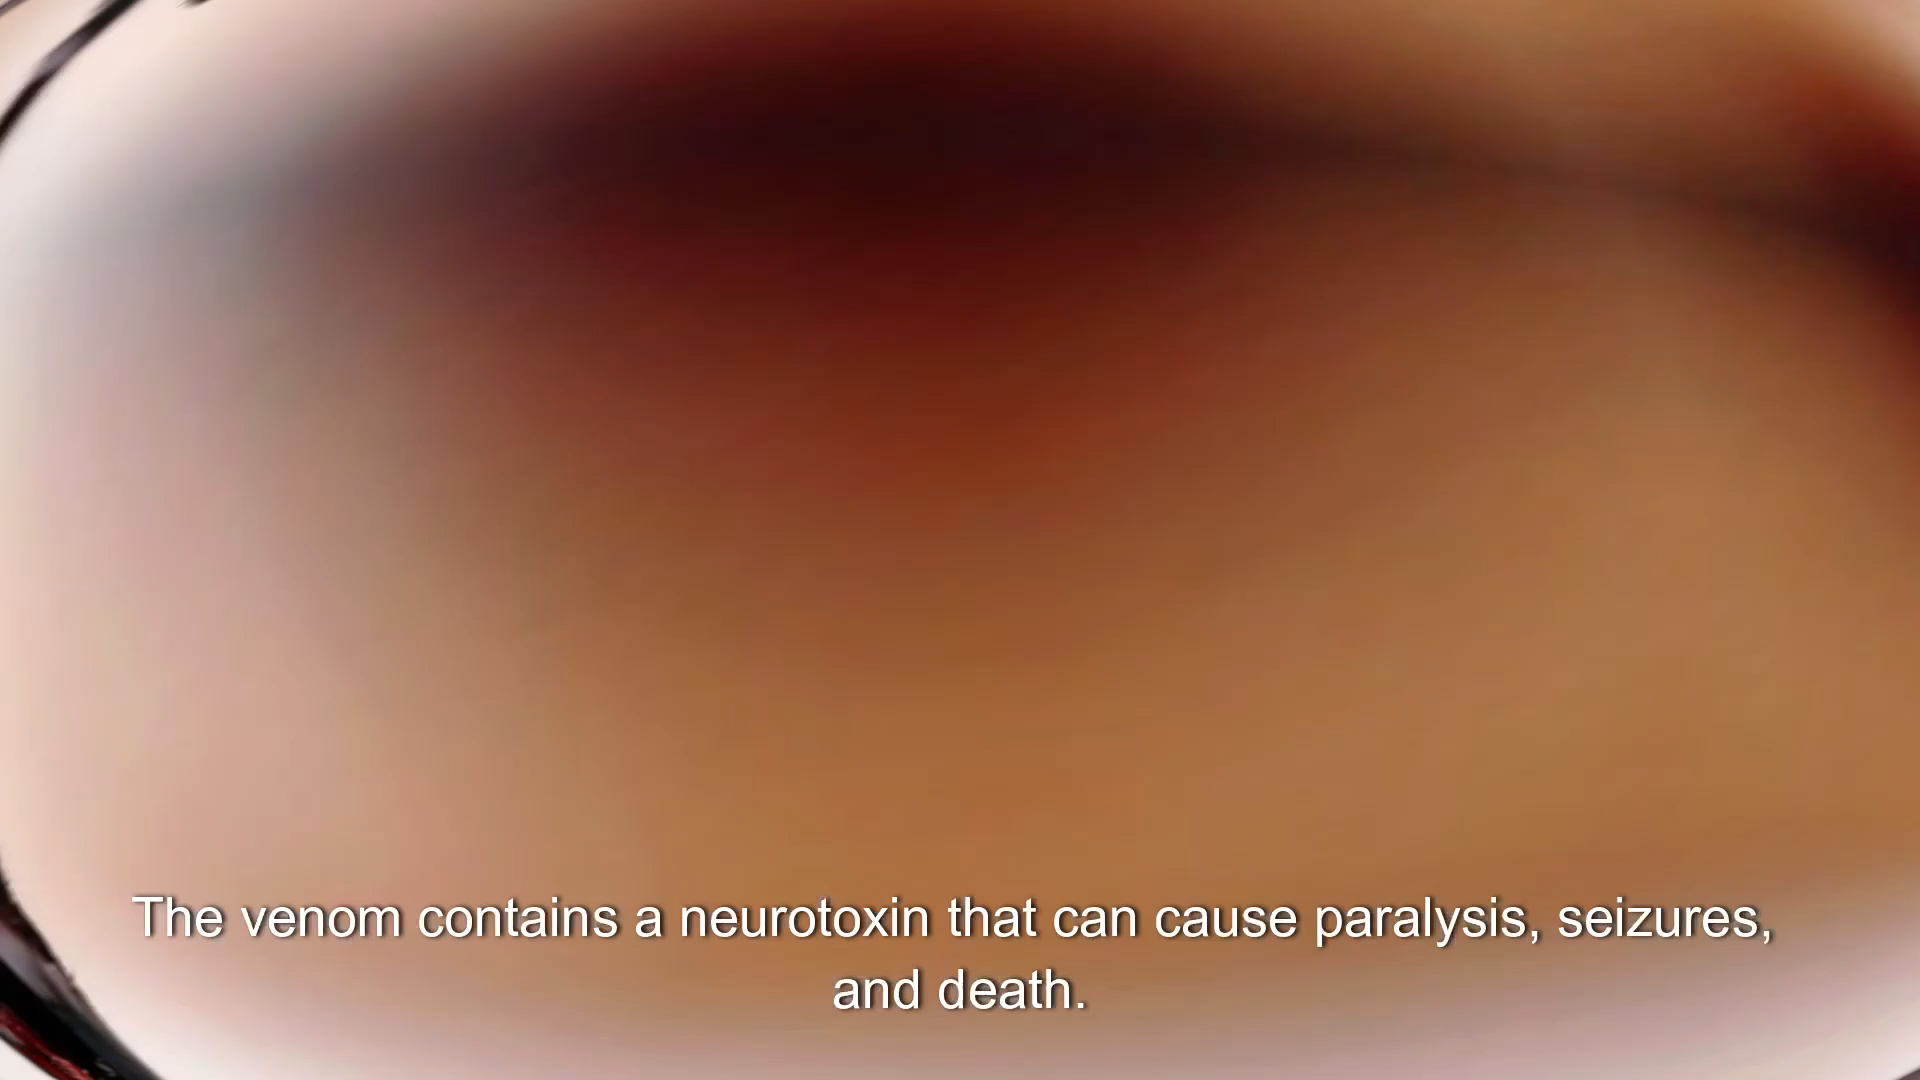 The venom contains a neurotoxin that can cause paralysis, seizures,
and death.